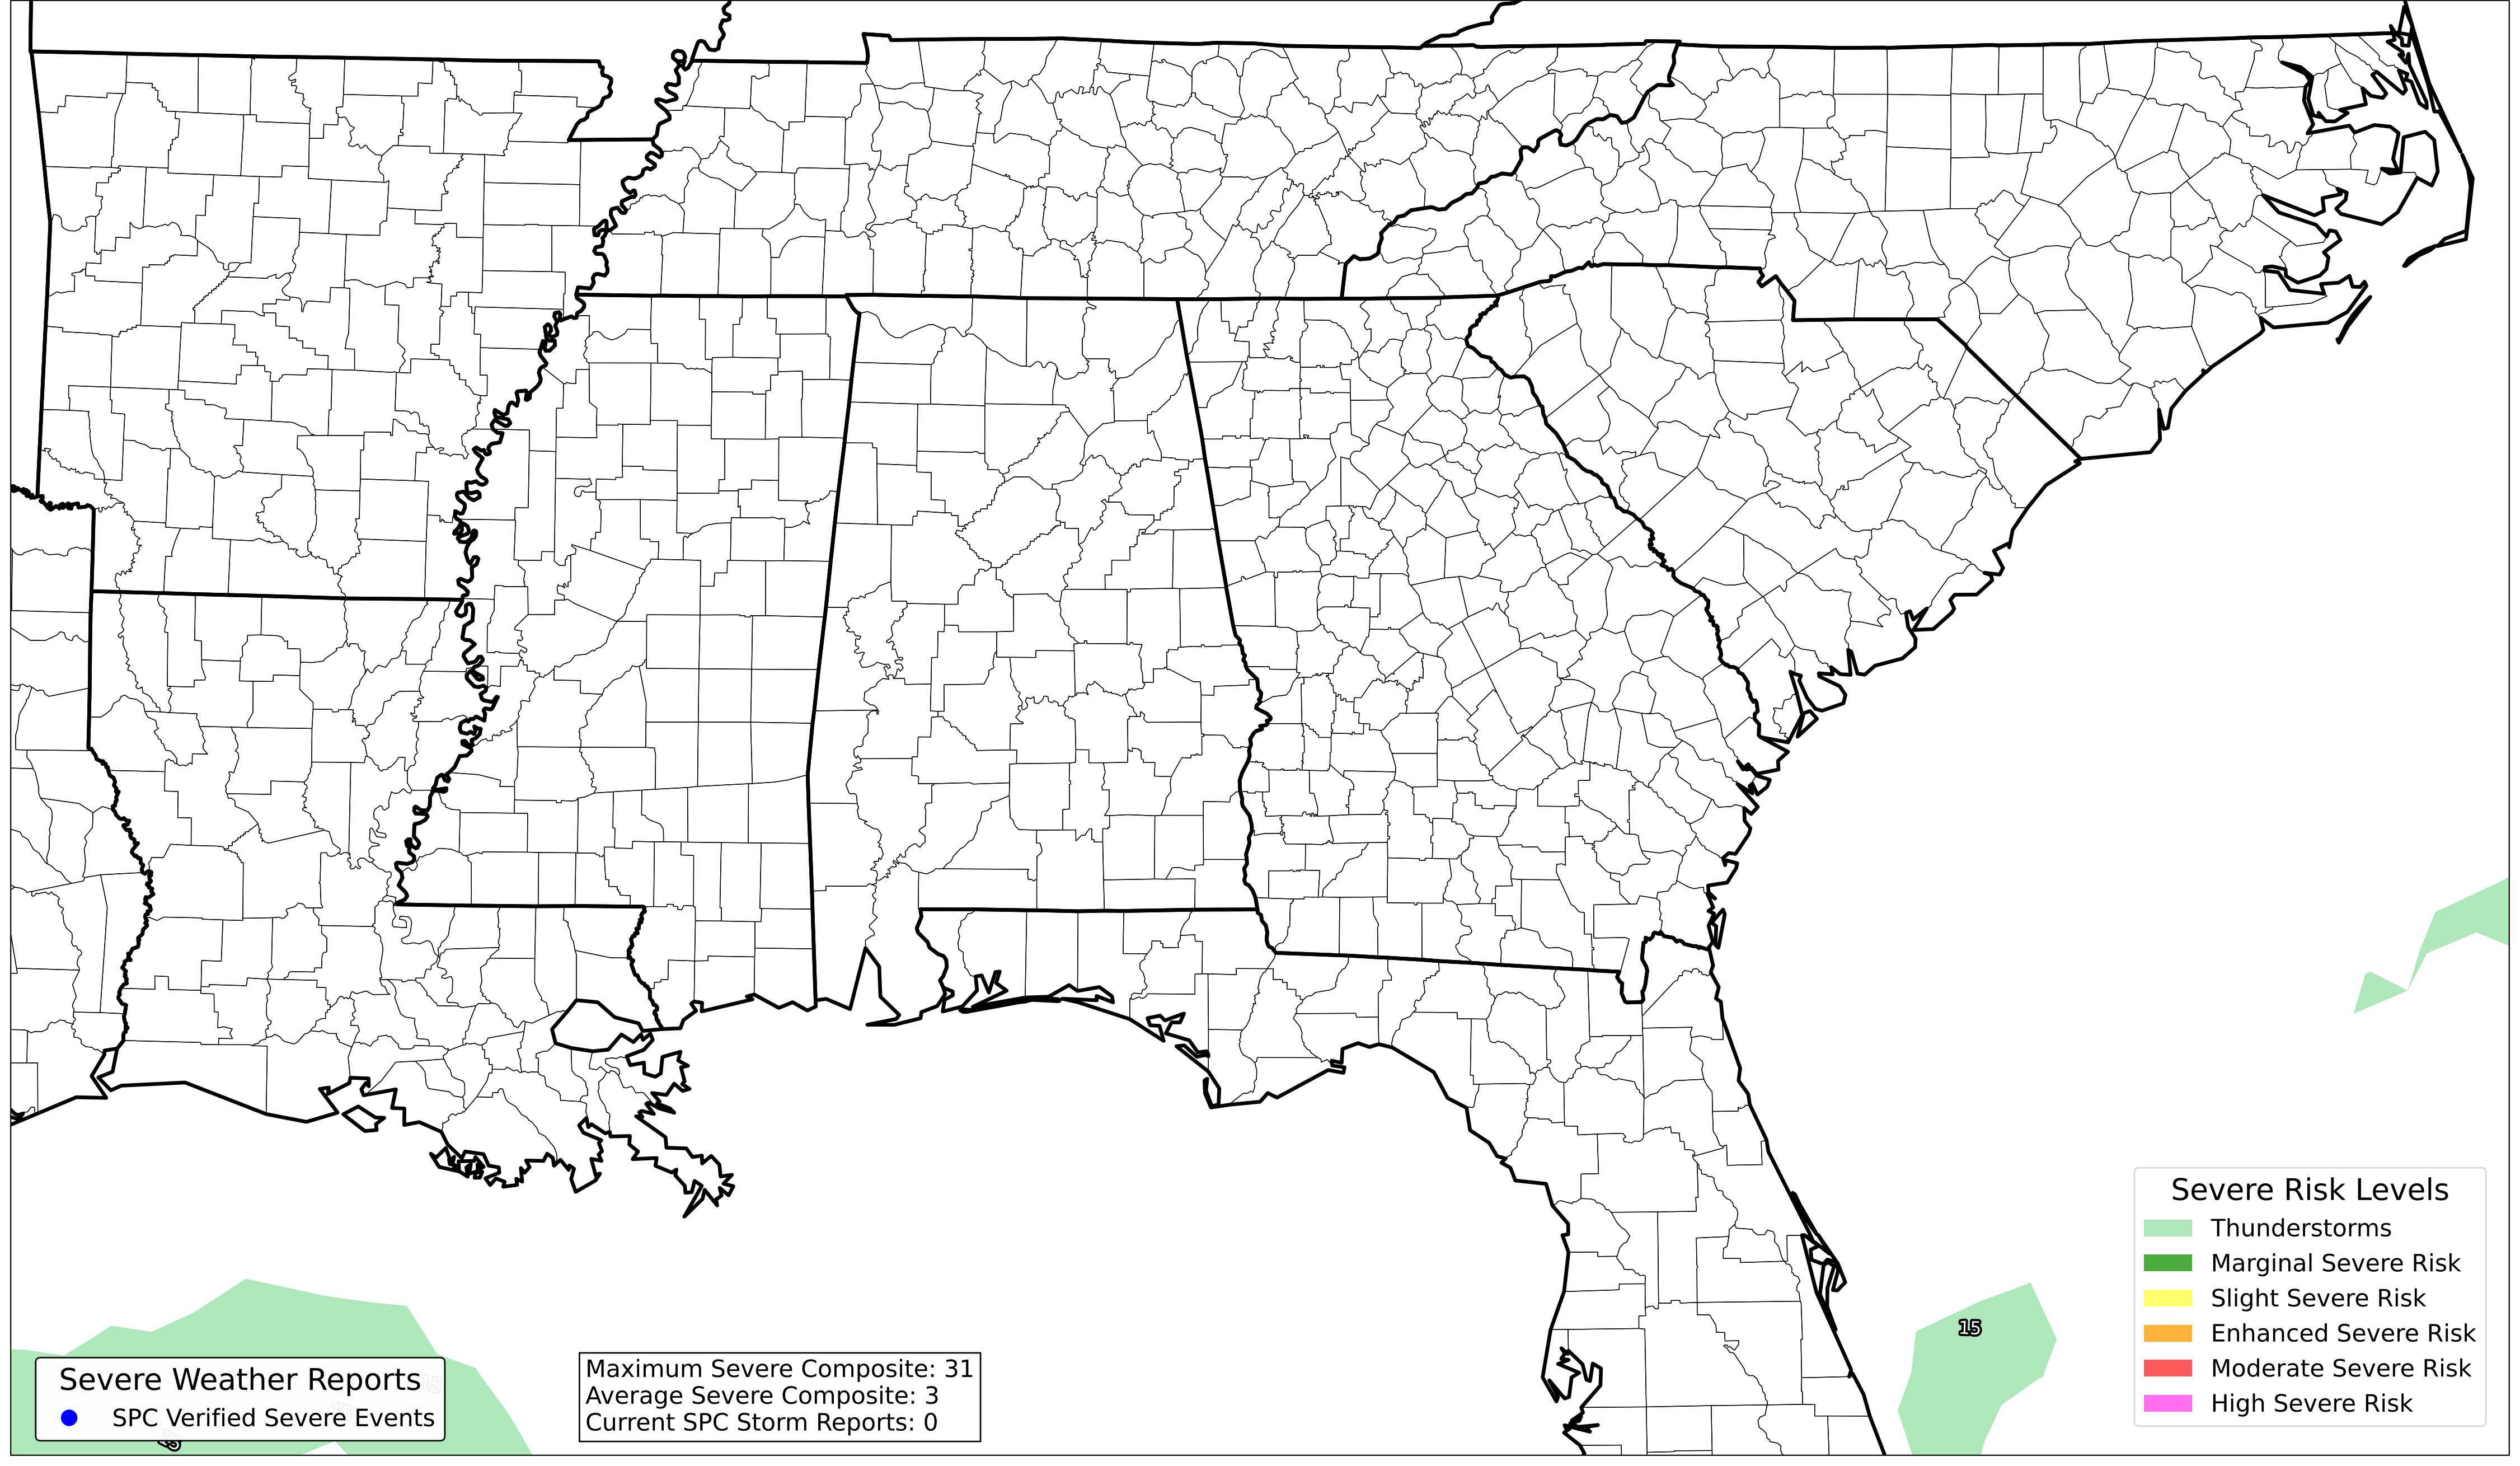 15
Severe Risk Levels
Thunderstorms
Marginal Severe Risk
Slight Severe Risk
Enhanced Severe Risk
Moderate Severe Risk
High Severe Risk
Severe Weather Reports
SPC Verified Severe Events
Maximum Severe Composite: 31
Average Severe Composite: 3
Current SPC Storm Reports: 0